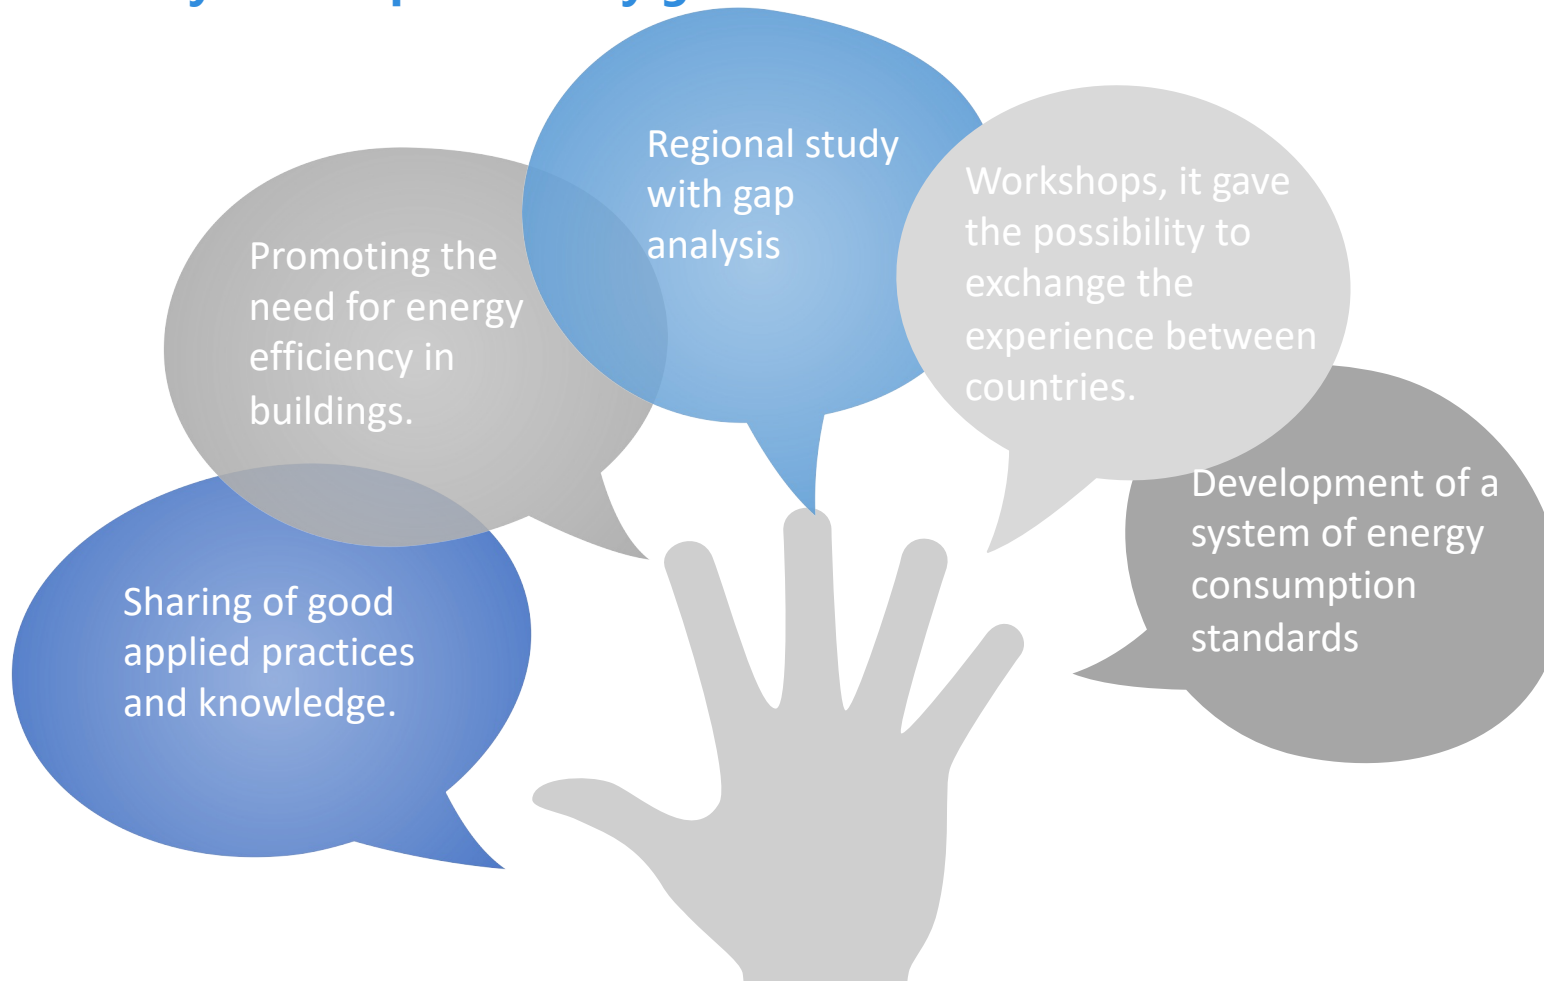 Regional study
with gap
analysis
Workshops, it gave
the possibility to
exchange the
experience between
countries.
Promoting the
need for energy
efficiency in
buildings.
Development of a
system of energy
consumption
standards
Sharing of good
applied practices
and knowledge.